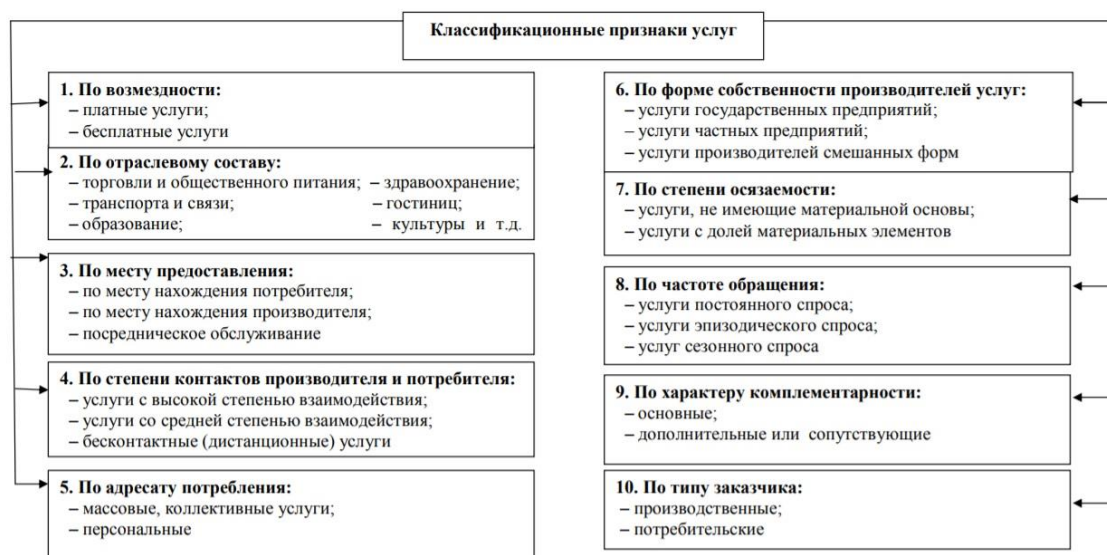 Классификационные признаки услуг
1. По возмездности:
– платные услуги;
– бесплатные услуги
2. По отраслевому составу:
– торговли и общественного питания; – здравоохранение;
– транспорта и связи; – гостиниц;
– образование; – культуры и т.д.
3. По месту предоставления:
– по месту нахождения потребителя;
– по месту нахождения производителя;
– посредническое обслуживание
4. По степени контактов производителя и потребителя:
– услуги с высокой степенью взаимодействия;
– услуги со средней степенью взаимодействия;
– бесконтактные (дистанционные) услуги
5. По адресату потребления:
– массовые, коллективные услуги;
– персональные
6. По форме собственности производителей услуг:
– услуги государственных предприятий;
– услуги частных предприятий;
– услуги производителей смешанных форм
7. По степени осязаемости:
– услуги, не имеющие материальной основы;
– услуги с долей материальных элементов
8. По частоте обращения:
– услуги постоянного спроса;
– услуги эпизодического спроса;
– услуг сезонного спроса
9. По характеру комплементарности:
– основные;
– дополнительные или сопутствующие
10. По типу заказчика:
– производственные;
– потребительские